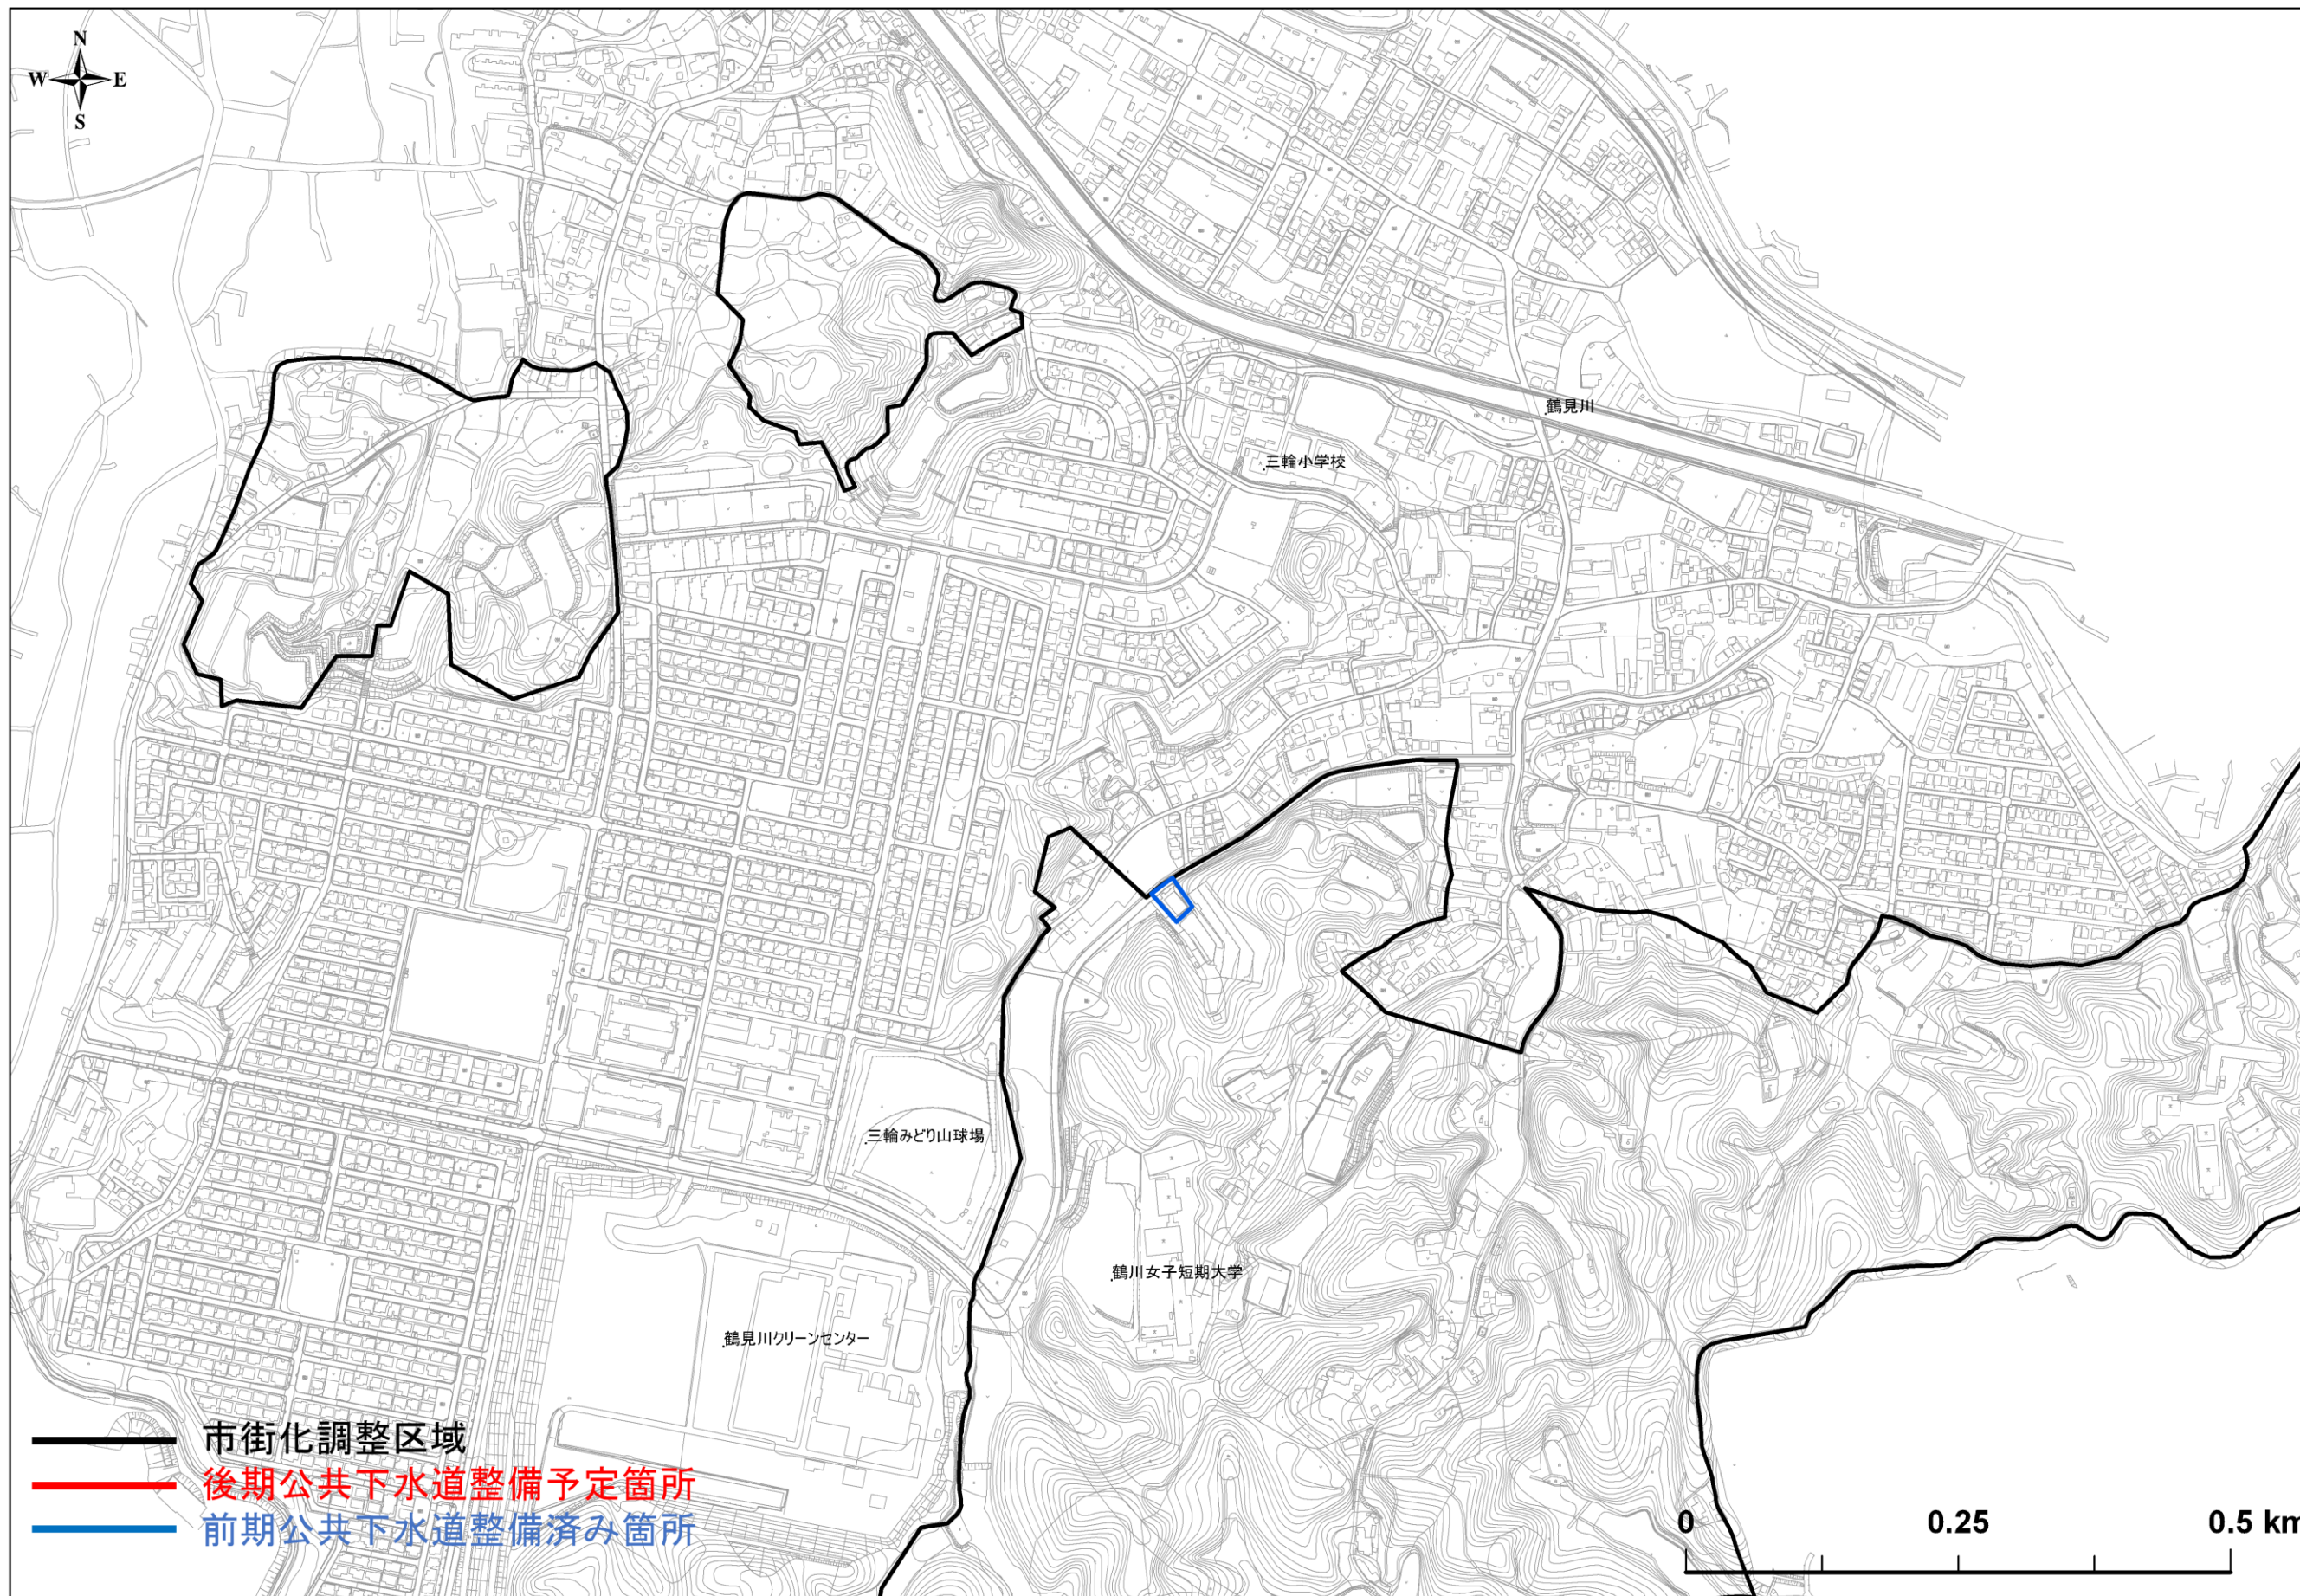 N
W E
S
鶴見川
三輪小学校
三輪みどり山球場
鶴川女子短期大学
鶴見川クリーンセンター
市街化調整区域
後期公共下水道整備予定箇所
前期公共下水道整備済み箇所
0 0.25 0.5 km